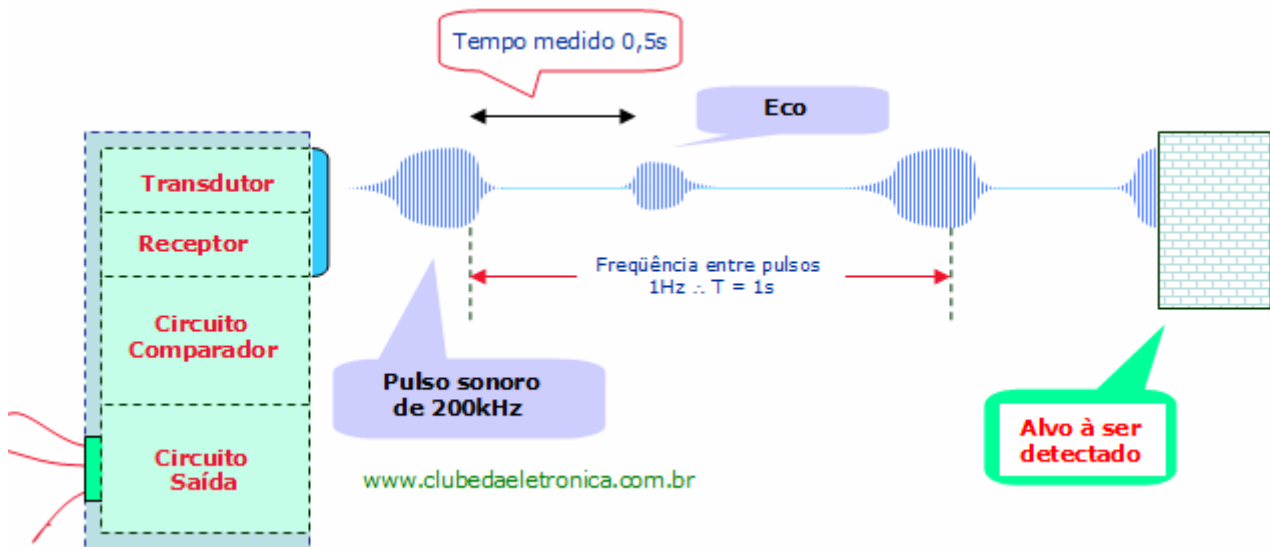 Tempo medido 0,5s
Eco
Transdutor
Receptor
Freqüência entre pulsos
1Hz ∴ T = 1s
Circuito
Comparador
Pulso sonoro
de 200kHz
Alvo à ser
detectado
Circuito
Saída
www.clubedaeletronica.com.br